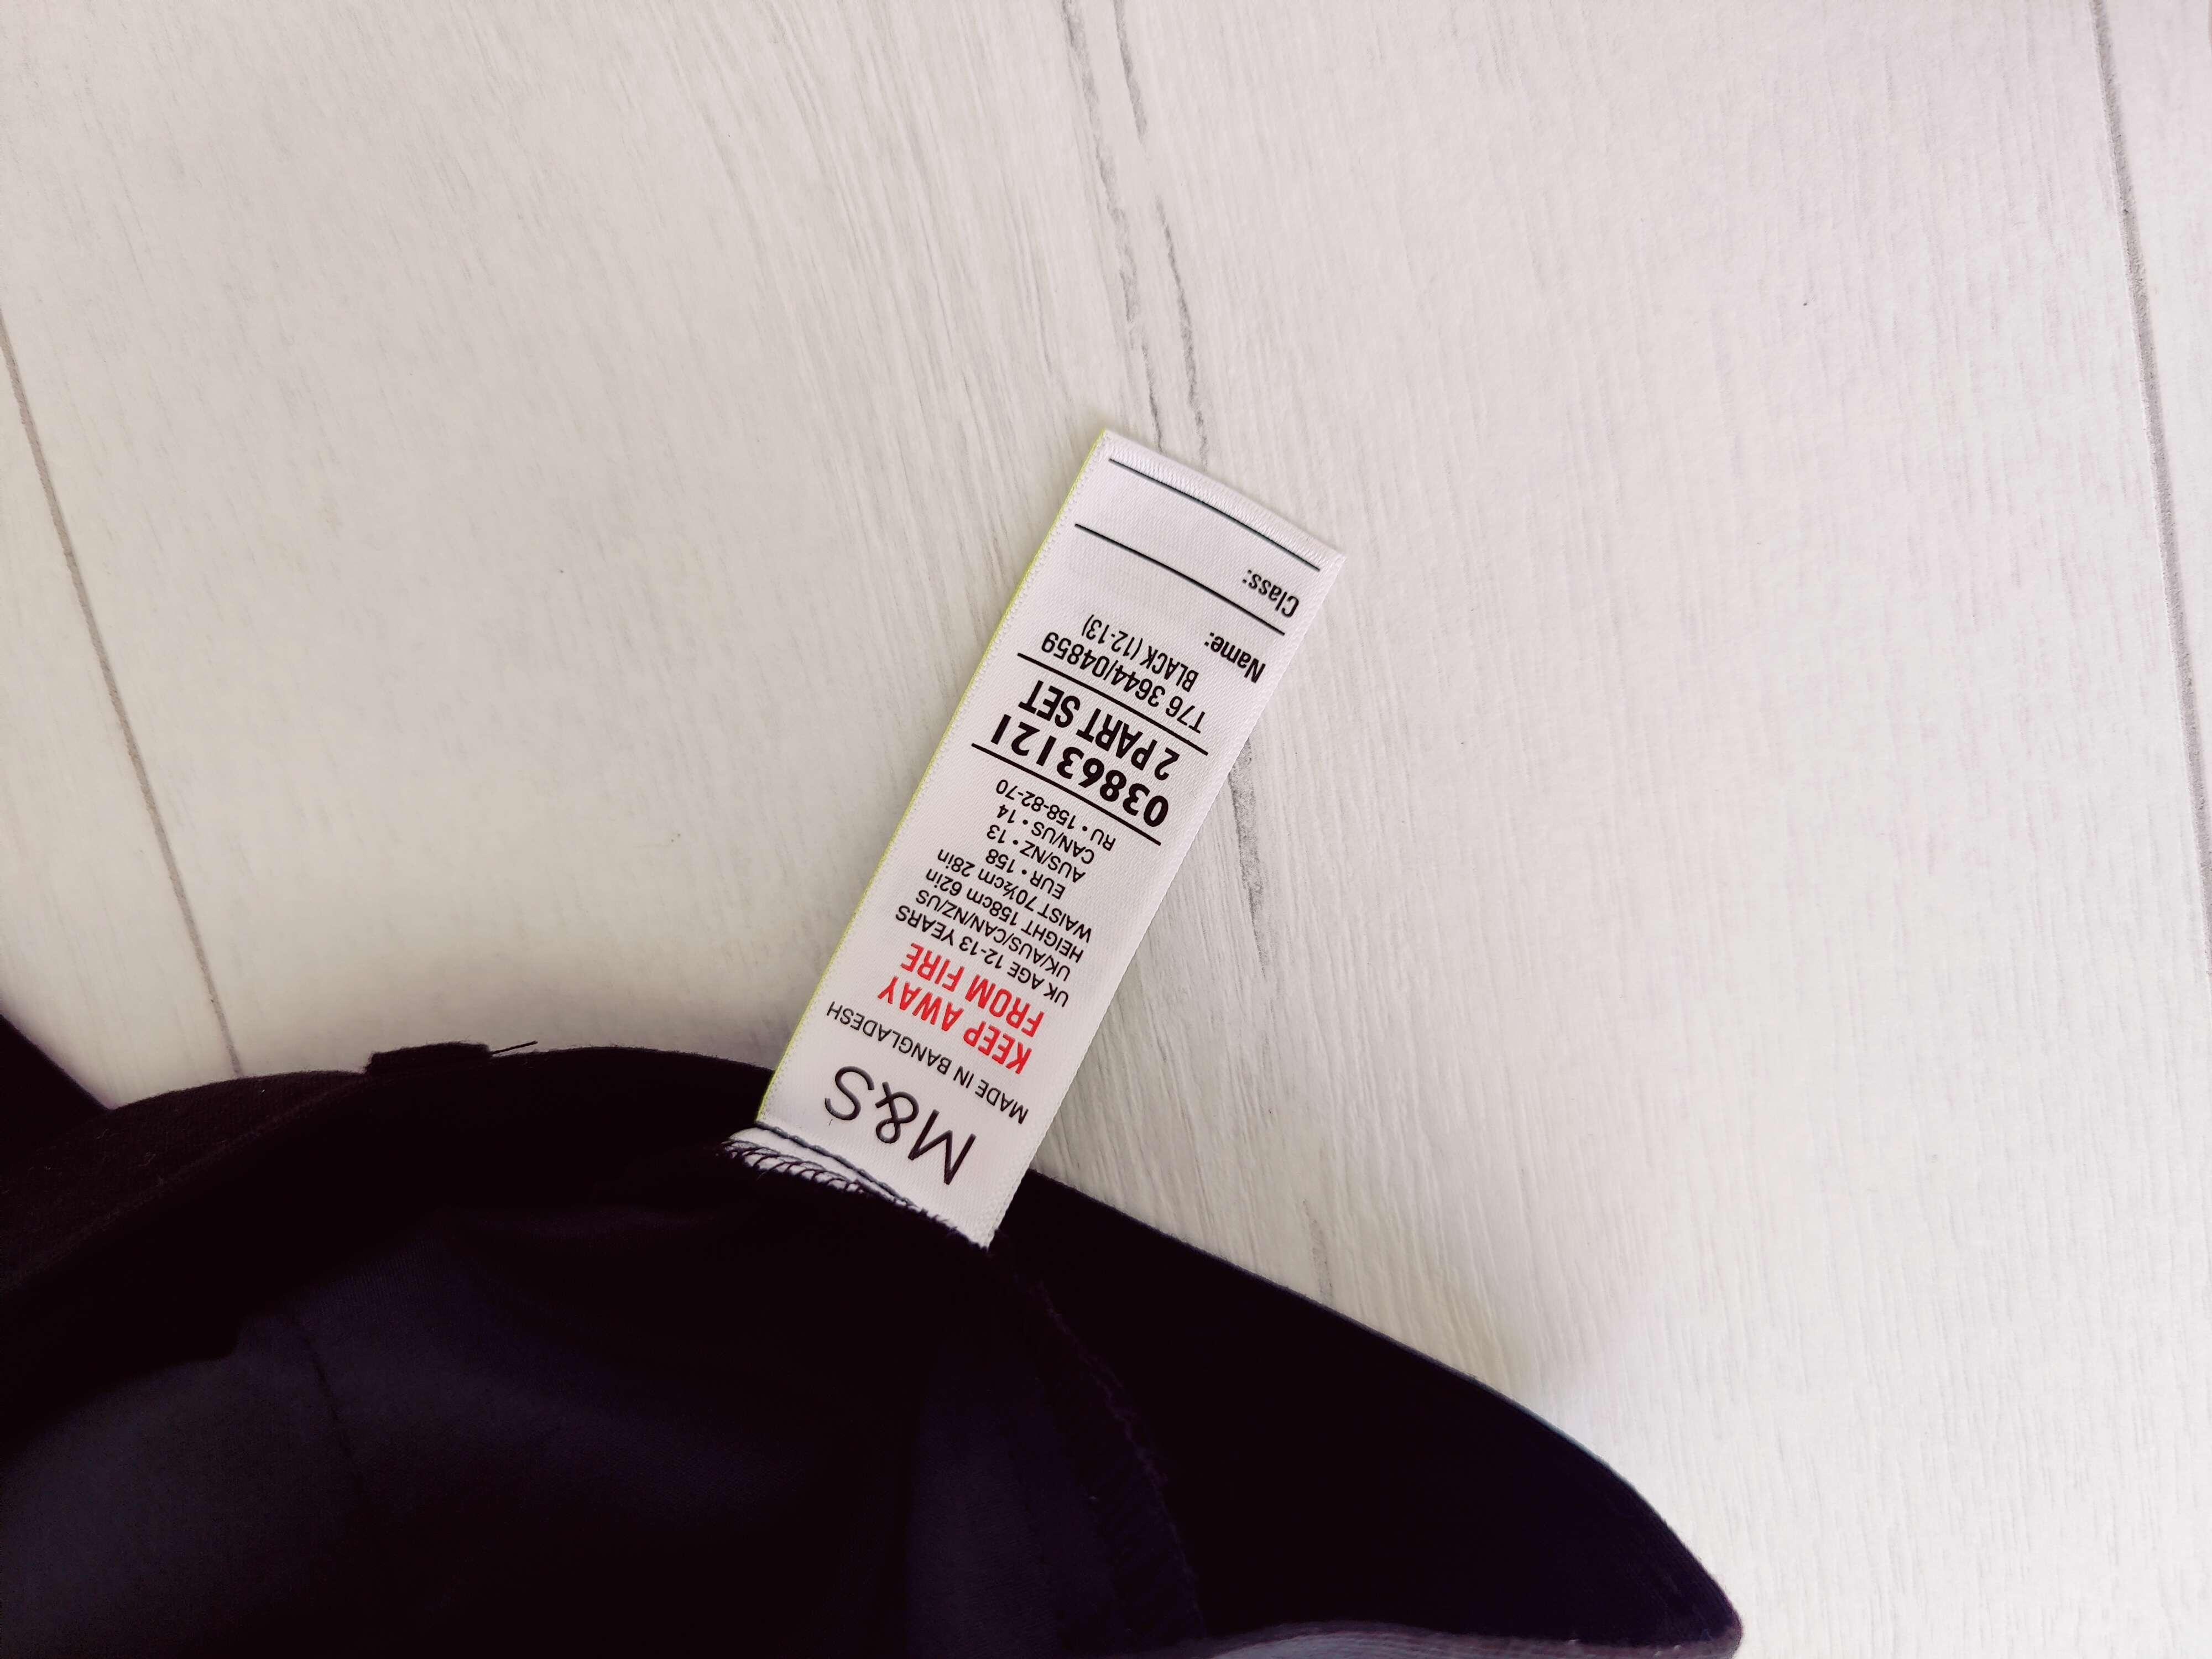 M&S
MADE IN BANGLADESH
KEEP AWAY
FROM FIRE
UK AGE 12-13 YEARS
UK/AUS/CAN/NZ/US
HEIGHT 158cm 62in
WAIST 70½cm 28in
EUR • 158
AUS/NZ • 13
CAN/US • 14
RU • 158-82-70
03863121
2 PART SET
T76 3644/04859
BLACK (12-13)
Name:
Class: